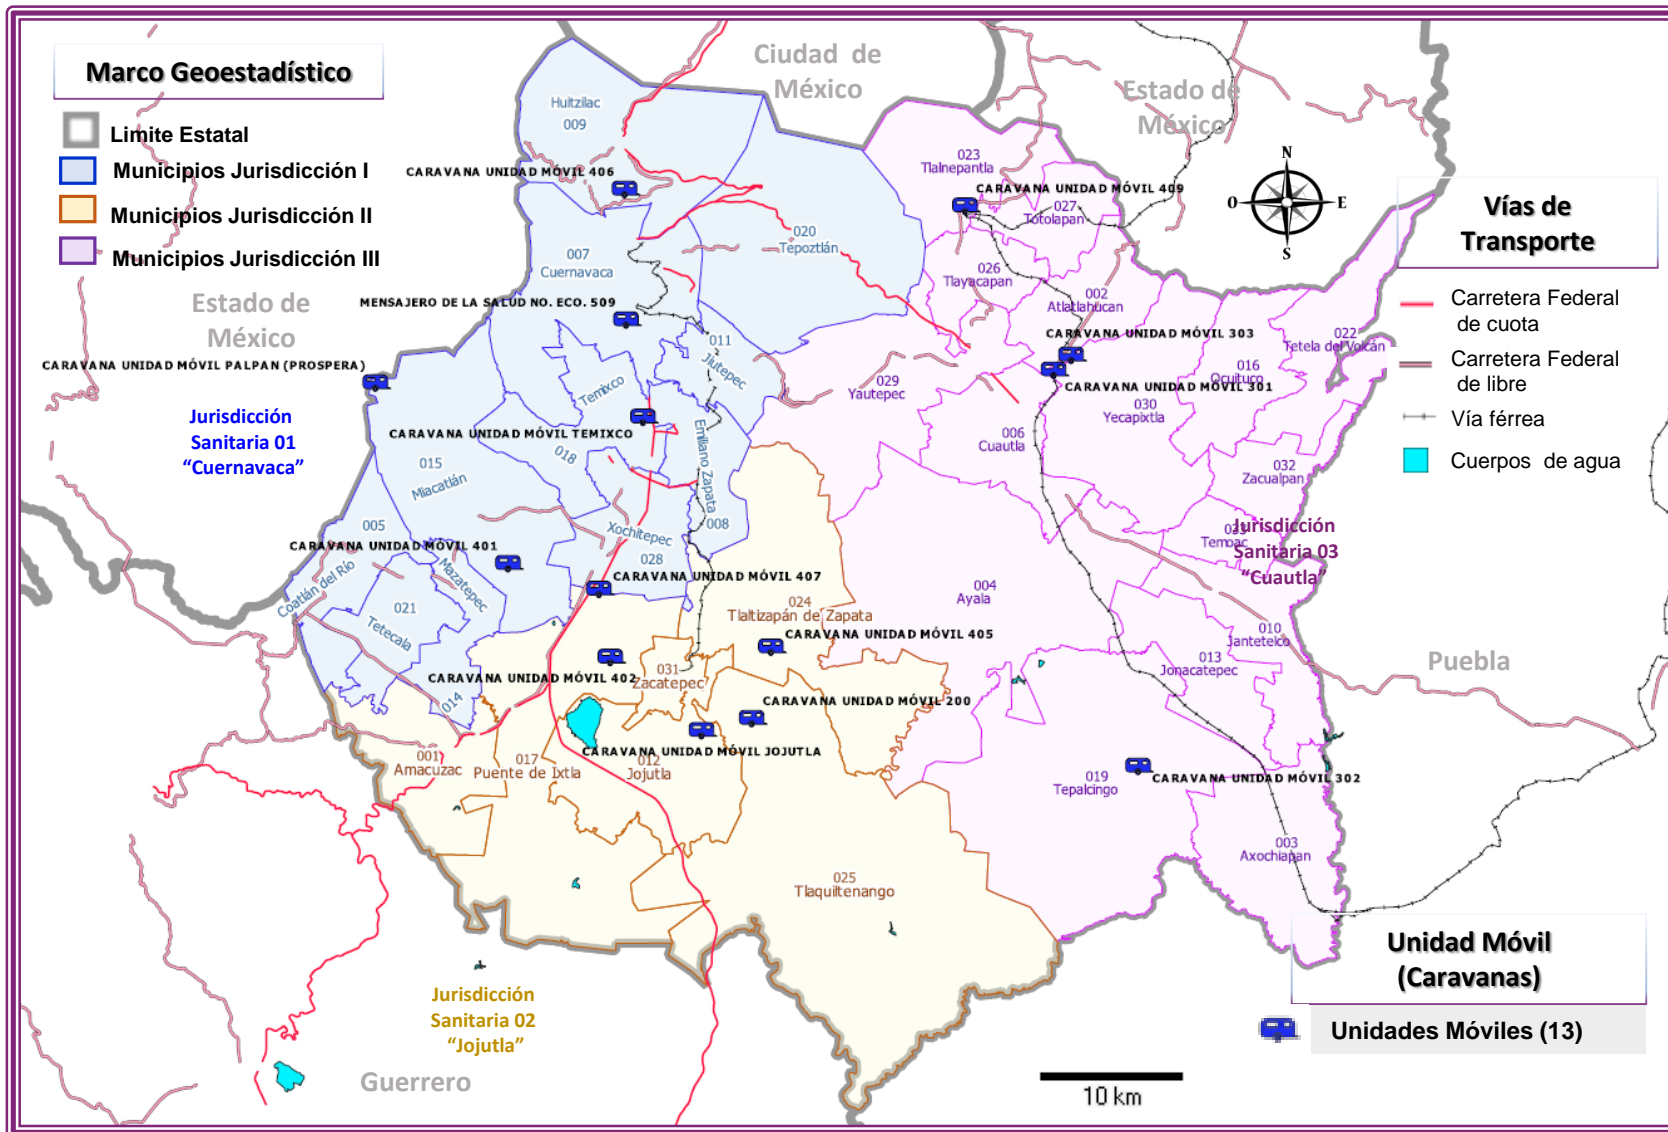 Marco Geoestadístico
Limite Estatal
Municipios Jurisdicción I
Municipios Jurisdicción II
Municipios Jurisdicción III
Ciudad de
México
Estado de
México
Estado de
México
Puebla
Guerrero
N
O
E
S
Vías de
Transporte
Carretera Federal
de cuota
Carretera Federal
de libre
Vía férrea
Cuerpos de agua
Jurisdicción
Sanitaria 01
“Cuernavaca”
Jurisdicción
Sanitaria 02
“Jojutla”
Jurisdicción
Sanitaria 03
“Cuautla”
Huitzilac
009
CARAVANA UNIDAD MÓVIL 406
007
Cuernavaca
020
Tepoztlán
MENSAJERO DE LA SALUD NO. ECO. 509
011
Jiutepec
CARAVANA UNIDAD MÓVIL PALPAN (PROSPERA)
Temixco
CARAVANA UNIDAD MÓVIL TEMIXCO
018
Emiliano Zapata
008
015
Miacatlán
005
CARAVANA UNIDAD MÓVIL 401
Coatlán del Río
Mazatepec
021
Tetecala
014
Xochitepec
028
CARAVANA UNIDAD MÓVIL 407
023
Tlalnepantla
CARAVANA UNIDAD MÓVIL 409
027
Totolapan
026
Tlayacapan
002
Atlatlahucan
CARAVANA UNIDAD MÓVIL 303
CARAVANA UNIDAD MÓVIL 301
022
Tetela del Volcán
016
Ocuituco
030
Yecapixtla
029
Yautepec
006
Cuautla
032
Zacualpan
033
Temoac
004
Ayala
010
Jantetelco
013
Jonacatepec
019
Tepalcingo
CARAVANA UNIDAD MÓVIL 302
003
Axochiapan
024
Tlaltizapán de Zapata
CARAVANA UNIDAD MÓVIL 405
CARAVANA UNIDAD MÓVIL 402
031
Zacatepec
CARAVANA UNIDAD MÓVIL 200
CARAVANA UNIDAD MÓVIL JOJUTLA
001
Amacuzac
017
Puente de Ixtla
012
Jojutla
025
Tlaquiltenango
Unidad Móvil
(Caravanas)
Unidades Móviles (13)
10 km